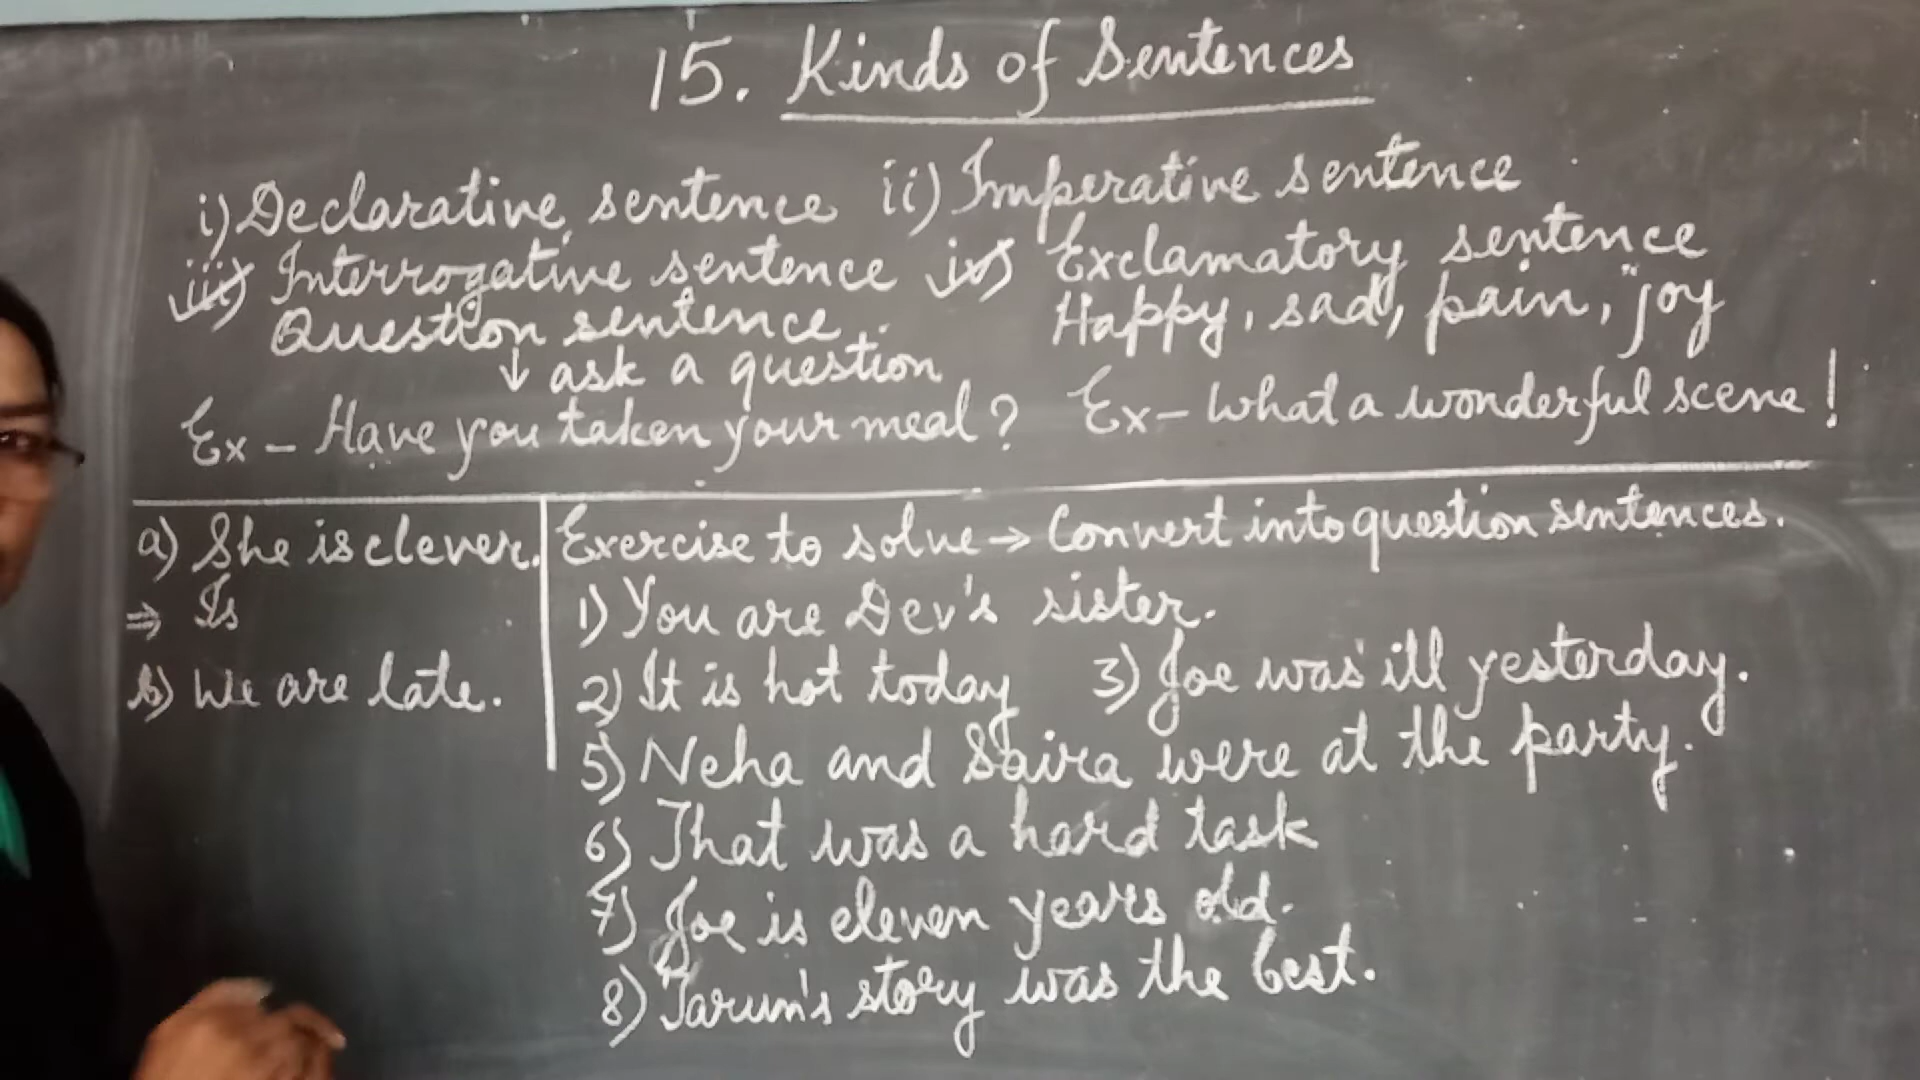 15. Kinds of Sentences
i) Declarative sentence ii) Imperative sentence
iii) Interrogative sentence iv) Exclamatory sentence
Question sentence Happy, sad, pain, joy
↓ ask a question
Ex - Have you taken your meal? Ex - What a wonderful scene!
a) She is clever.
⇒ Is
b) We are late.
Exercise to solve → Convert into question sentences.
1) You are Dev's sister.
2) It is hot today 3) Joe was ill yesterday.
5) Neha and Saira were at the party.
6) That was a hard task
7) Joe is eleven years old.
8) Tarun's story was the best.